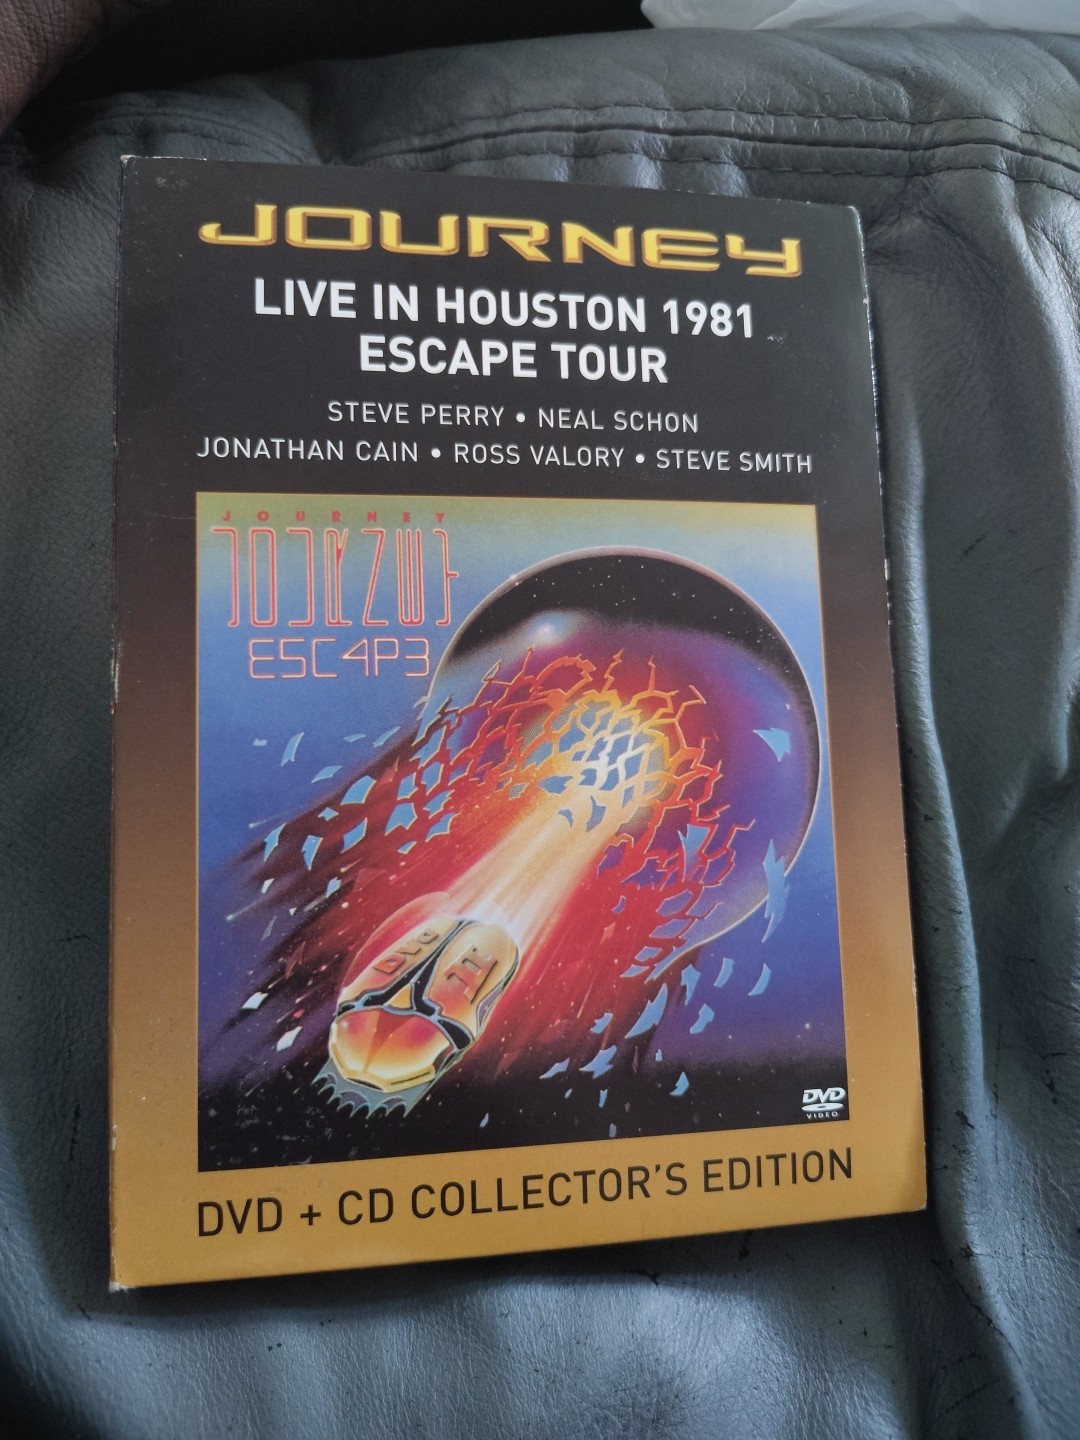 JOURNEY
LIVE IN HOUSTON 1981
ESCAPE TOUR
STEVE PERRY • NEAL SCHON
JONATHAN CAIN • ROSS VALORY • STEVE SMITH
JOURNEY
E5C4P3
DVD
VIDEO
DVD + CD COLLECTOR'S EDITION